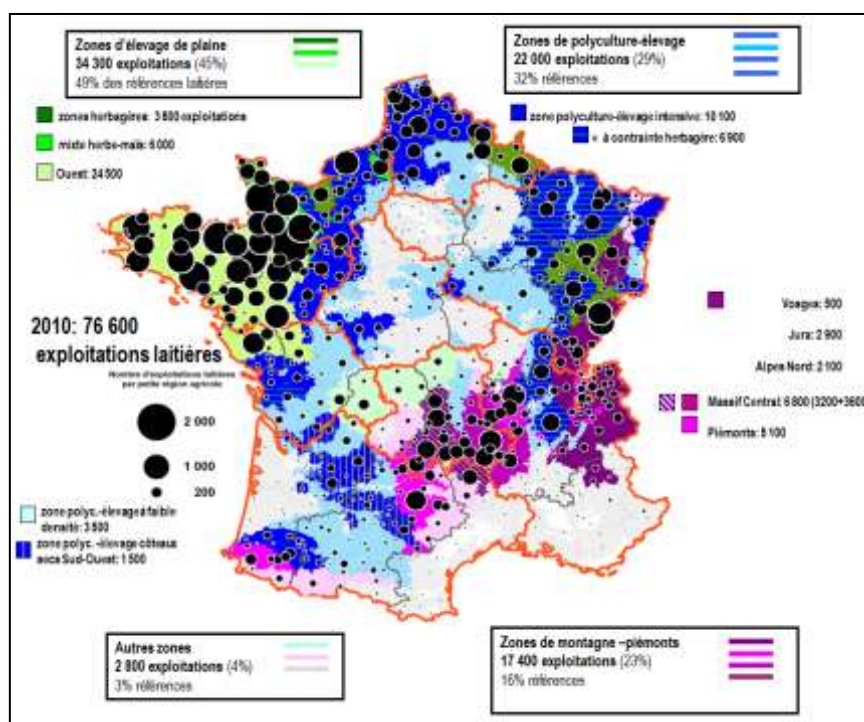 Zones d'élevage de plaine
34 300 exploitations (45%)
49% des références laitières
Zones de polyculture-élevage
22 000 exploitations (29%)
32% références
zones herbagères: 3 800 exploitations
mixte herbe-maïs: 6 000
Ouest: 24 500
zone polyculture-élevage intensive: 10 100
« à contrainte herbagère: 6 900
2010: 76 600
exploitations laitières
Nombre d'exploitations laitières
par petite région agricole
2 000
1 000
200
Vosges: 500
Jura: 2 900
Alpes Nord: 2 100
Massif Central: 6 800 (3200+3600
Piémonts: 5 100
zone polyc.-élevage à faible
densité: 3 500
zone polyc. -élevage côteaux
Sud-Ouest: 1 500
Autres zones
2 800 exploitations (4%)
3% références
Zones de montagne –piémonts
17 400 exploitations (23%)
16% références